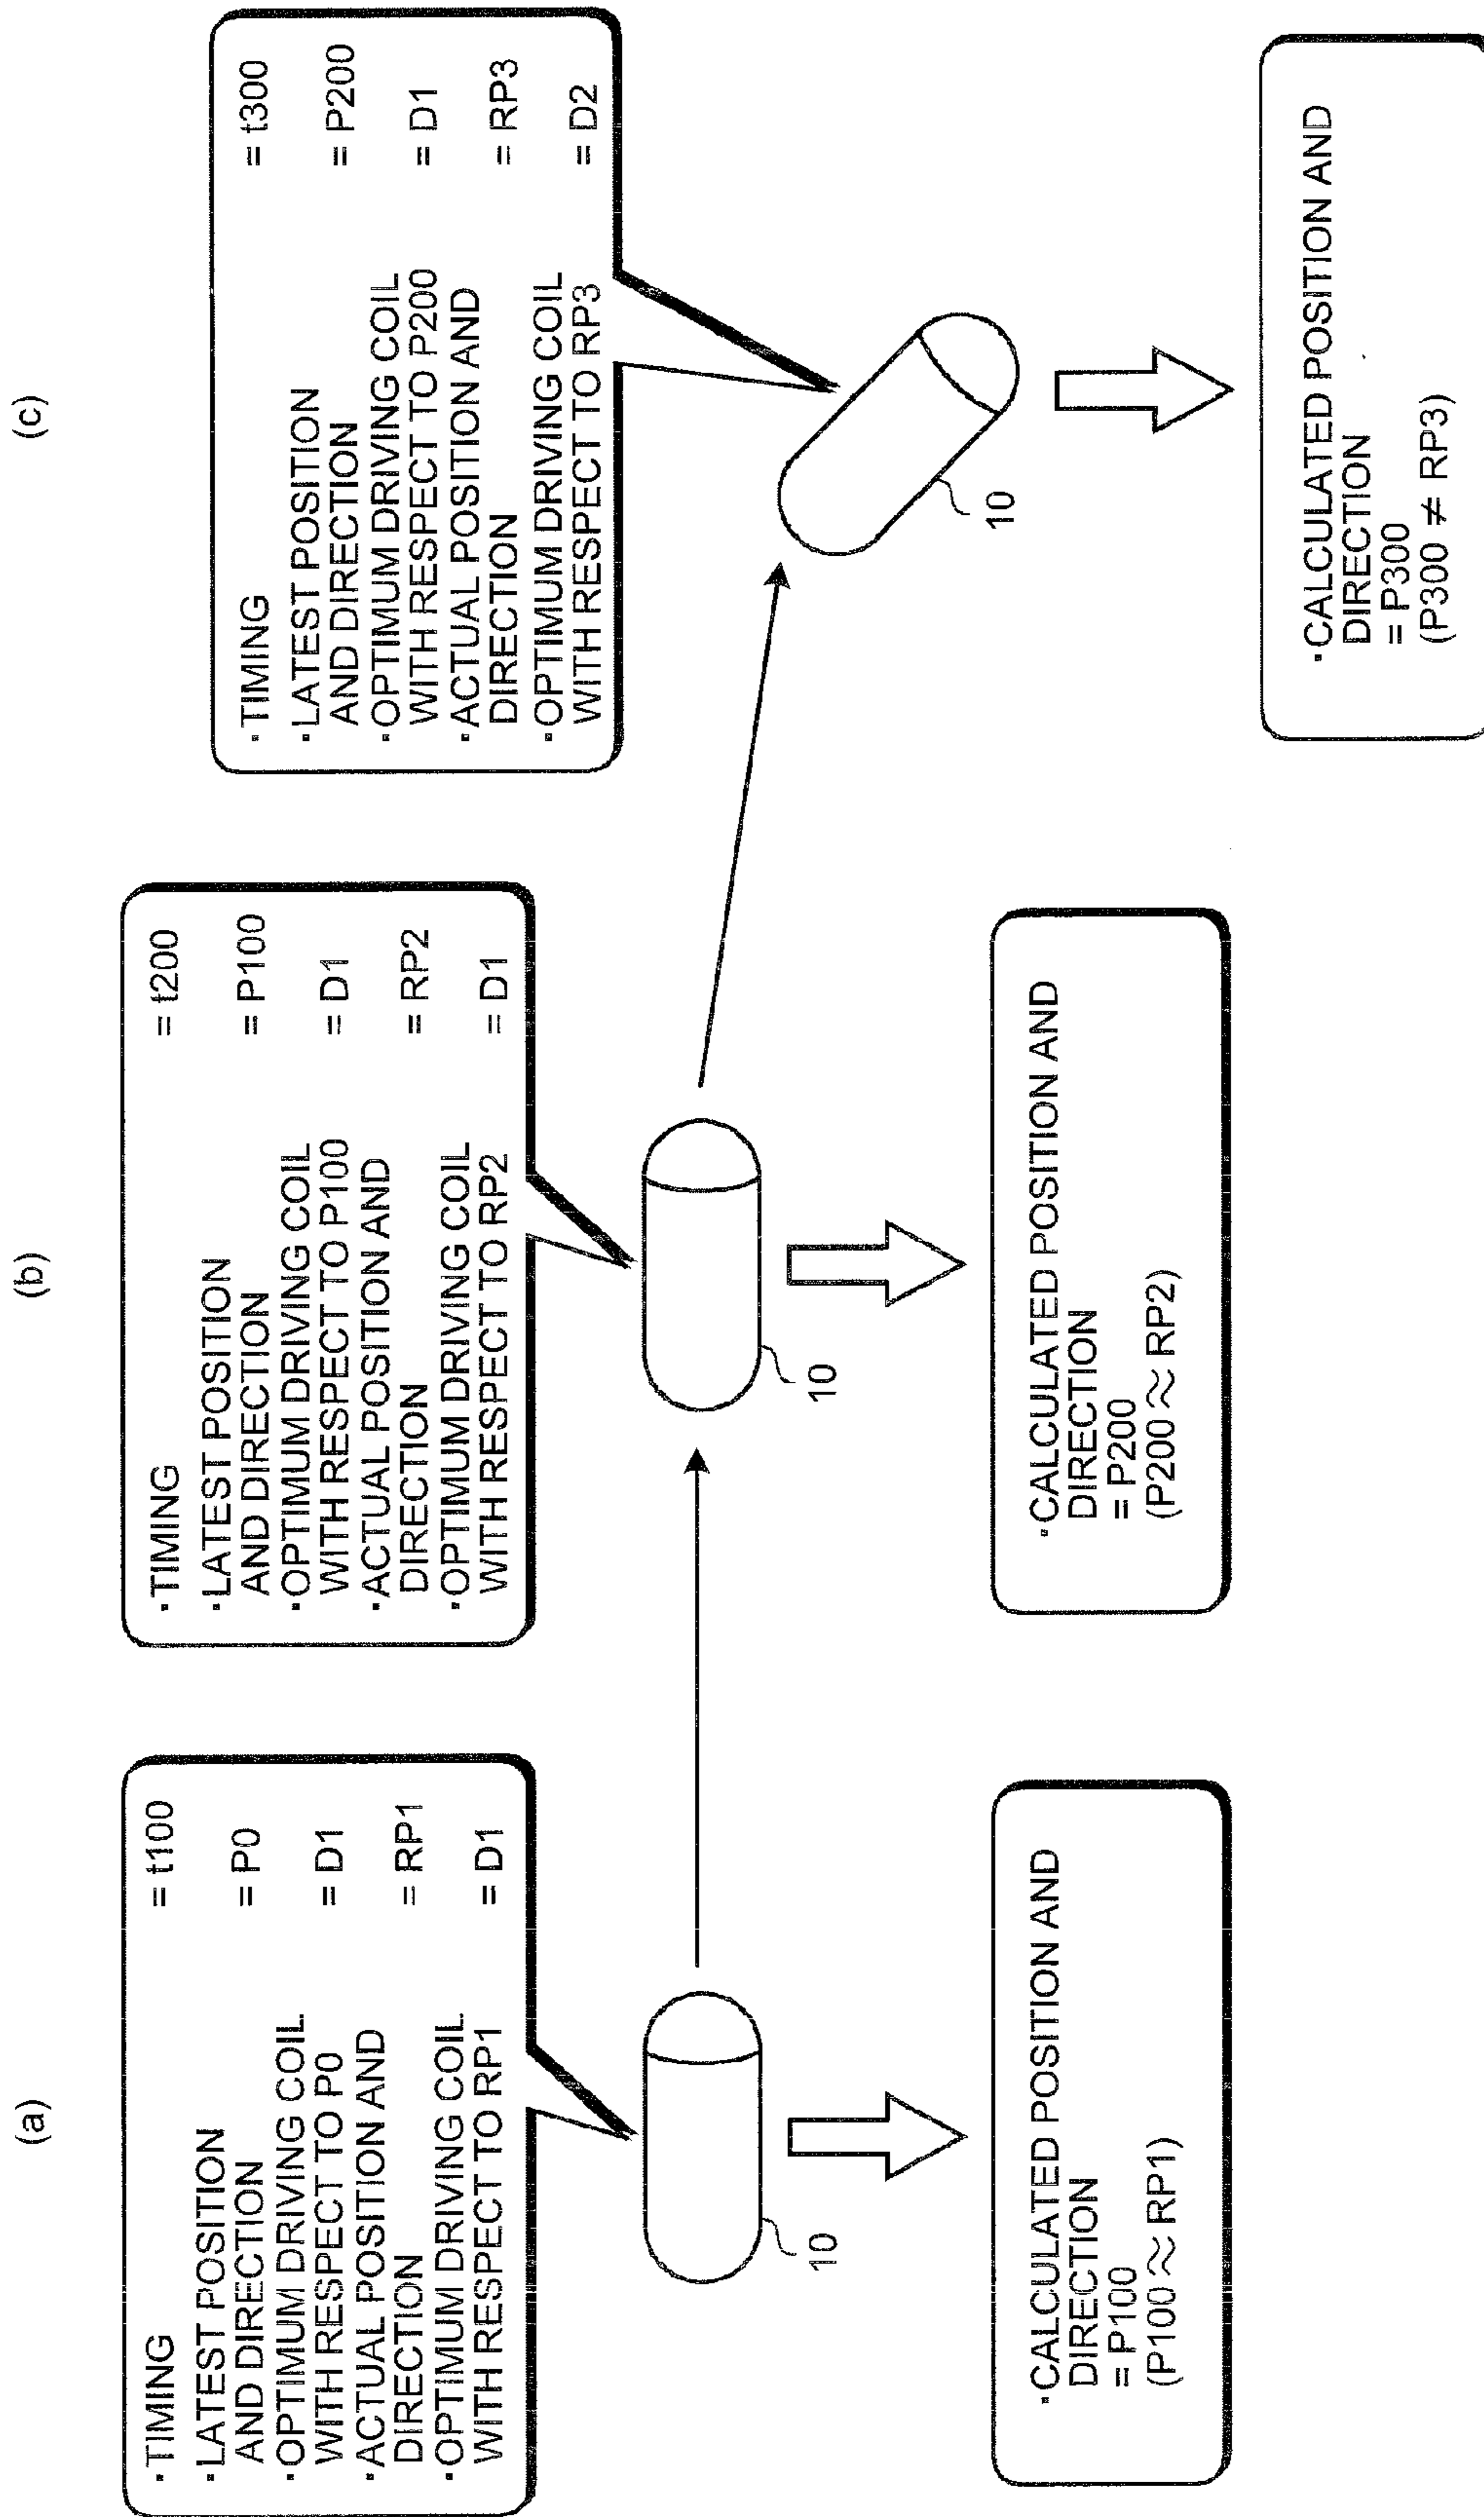 (a)
·TIMING = t100
·LATEST POSITION
AND DIRECTION = P0
·OPTIMUM DRIVING COIL
WITH RESPECT TO P0 = D1
·ACTUAL POSITION AND
DIRECTION = RP1
·OPTIMUM DRIVING COIL
WITH RESPECT TO RP1 = D1
10
·CALCULATED POSITION AND
DIRECTION
= P100
(P100 ≈ RP1)
(b)
·TIMING = t200
·LATEST POSITION
AND DIRECTION = P100
·OPTIMUM DRIVING COIL
WITH RESPECT TO P100 = D1
·ACTUAL POSITION AND
DIRECTION = RP2
·OPTIMUM DRIVING COIL
WITH RESPECT TO RP2 = D1
10
·CALCULATED POSITION AND
DIRECTION
= P200
(P200 ≈ RP2)
(c)
·TIMING = t300
·LATEST POSITION
AND DIRECTION = P200
·OPTIMUM DRIVING COIL
WITH RESPECT TO P200 = D1
·ACTUAL POSITION AND
DIRECTION = RP3
·OPTIMUM DRIVING COIL
WITH RESPECT TO RP3 = D2
10
·CALCULATED POSITION AND
DIRECTION
= P300
(P300 ≠ RP3)